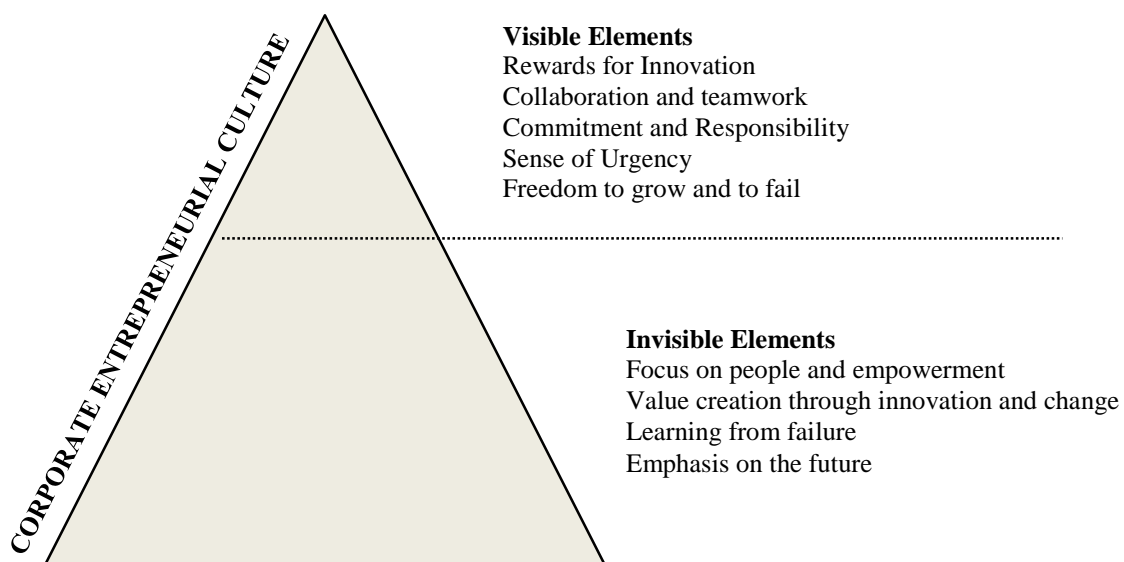 CORPORATE ENTREPRENEURIAL CULTURE
Visible Elements
Rewards for Innovation
Collaboration and teamwork
Commitment and Responsibility
Sense of Urgency
Freedom to grow and to fail
Invisible Elements
Focus on people and empowerment
Value creation through innovation and change
Learning from failure
Emphasis on the future